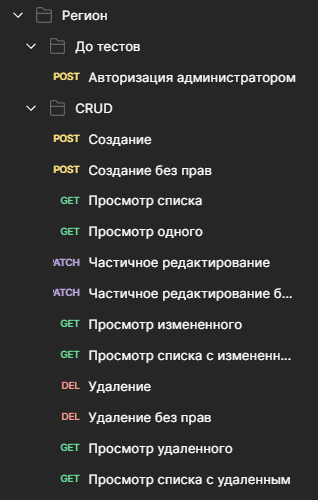 Регион
До тестов
POST Авторизация администратором
CRUD
POST Создание
POST Создание без прав
GET Просмотр списка
GET Просмотр одного
PATCH Частичное редактирование
PATCH Частичное редактирование б...
GET Просмотр измененного
GET Просмотр списка с измененн...
DEL Удаление
DEL Удаление без прав
GET Просмотр удаленного
GET Просмотр списка с удаленным